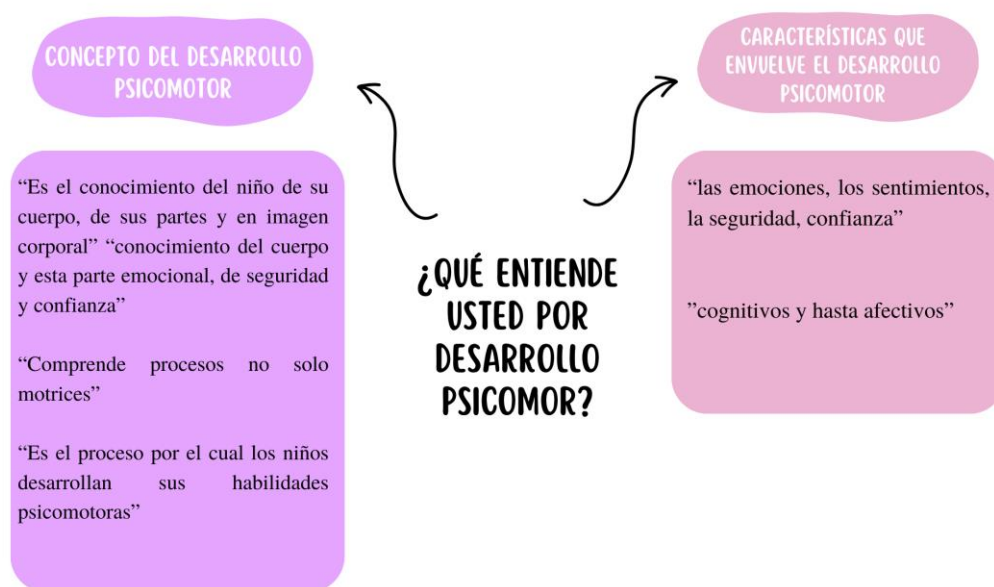 CONCEPTO DEL DESARROLLO
PSICOMOTOR
“Es el conocimiento del niño de su
cuerpo, de sus partes y en imagen
corporal” “conocimiento del cuerpo
y esta parte emocional, de seguridad
y confianza”
“Comprende procesos no solo
motrices”
“Es el proceso por el cual los niños
desarrollan sus habilidades
psicomotoras”
¿QUÉ ENTIENDE
USTED POR
DESARROLLO
PSICOMOR?
CARACTERÍSTICAS QUE
ENVUELVE EL DESARROLLO
PSICOMOTOR
“las emociones, los sentimientos,
la seguridad, confianza”
”cognitivos y hasta afectivos”